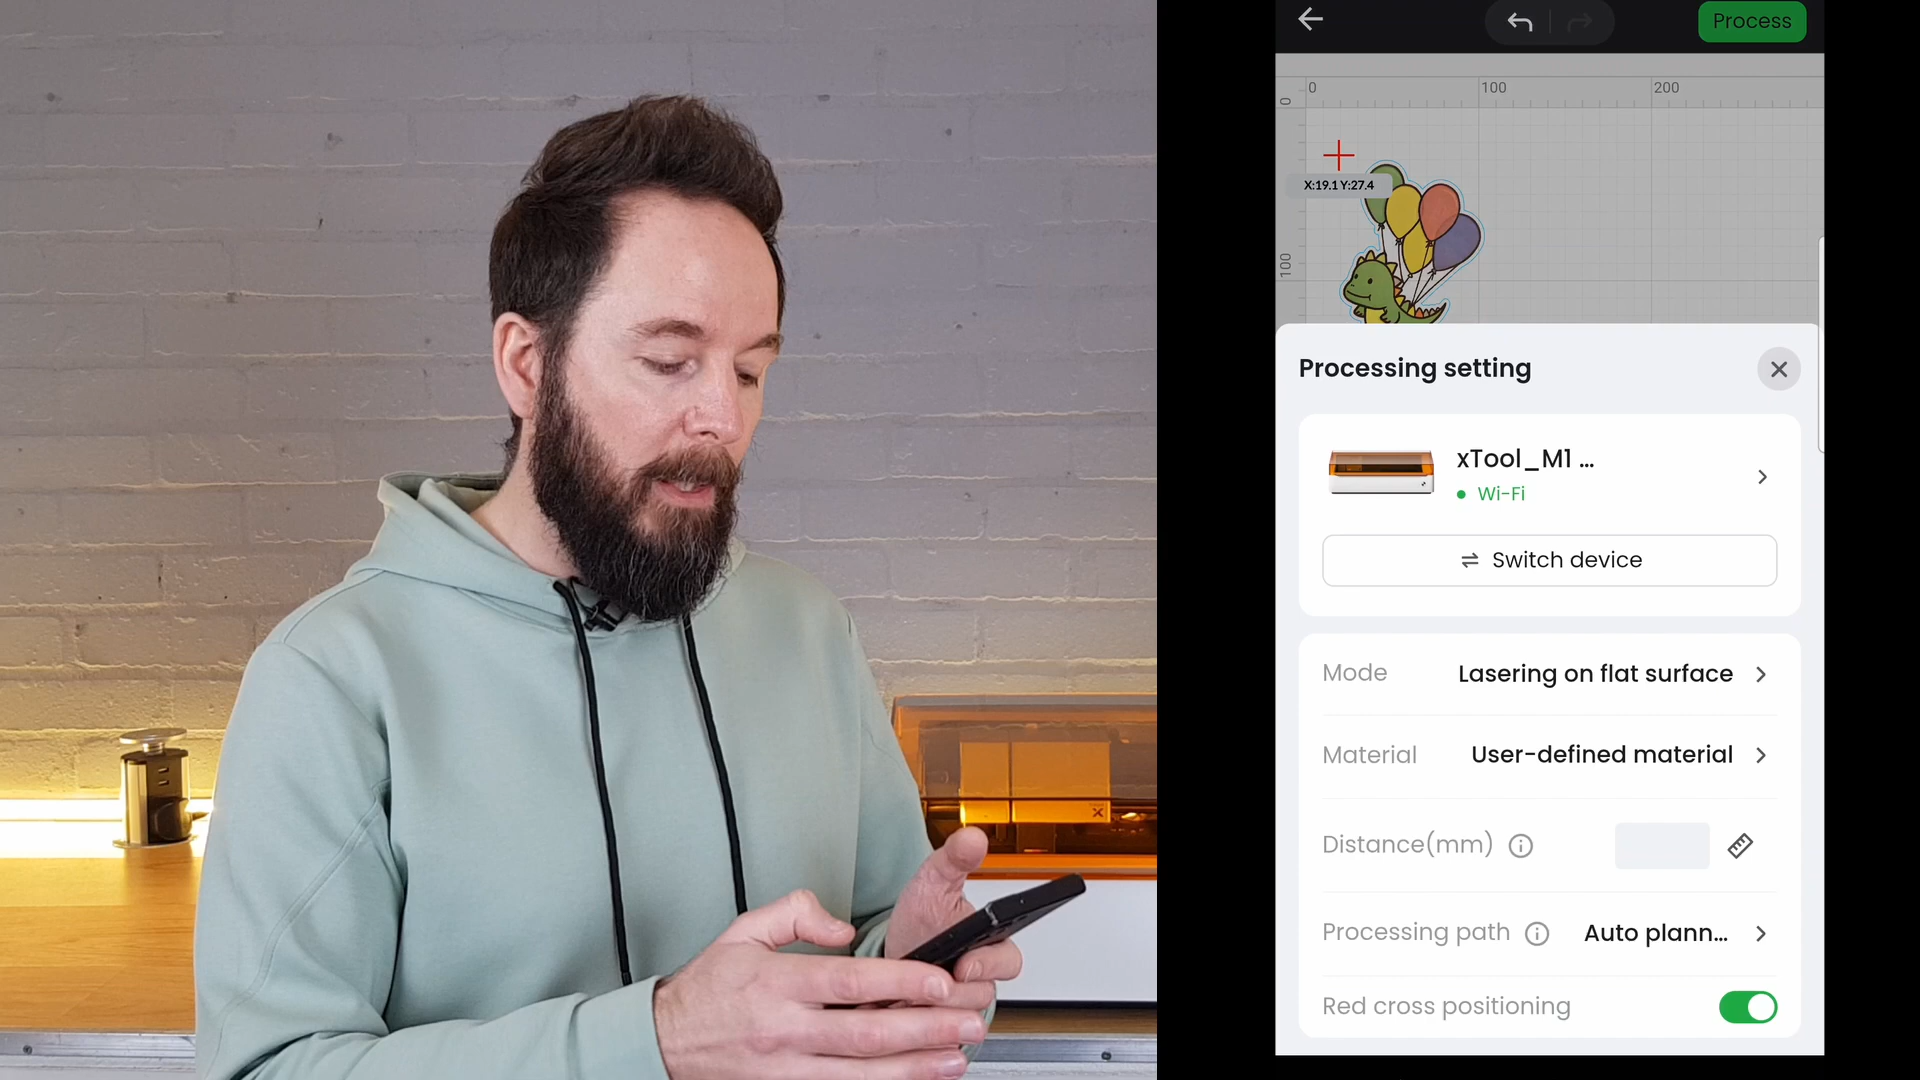 Process
0
100
200
0
X:19.1 Y:27.4
100
Processing setting
xTool_M1 ...
Wi-Fi
Switch device
Mode
Lasering on flat surface
Material
User-defined material
Distance(mm)
Processing path
Auto plann...
Red cross positioning